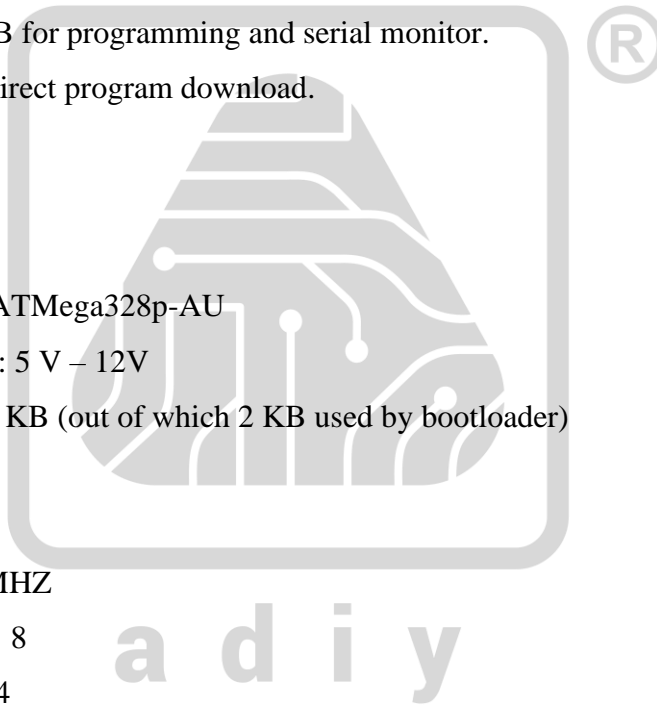 B for programming and serial monitor.
®
irect program download.
ATMega328p-AU
: 5 V – 12V
KB (out of which 2 KB used by bootloader)
MHZ
8
4
adiy